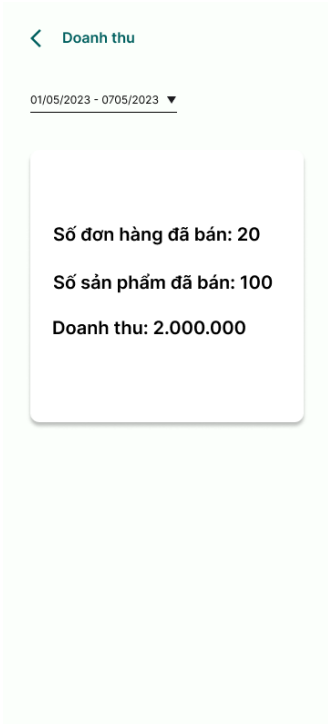 Doanh thu
01/05/2023 - 0705/2023
Số đơn hàng đã bán: 20
Số sản phẩm đã bán: 100
Doanh thu: 2.000.000